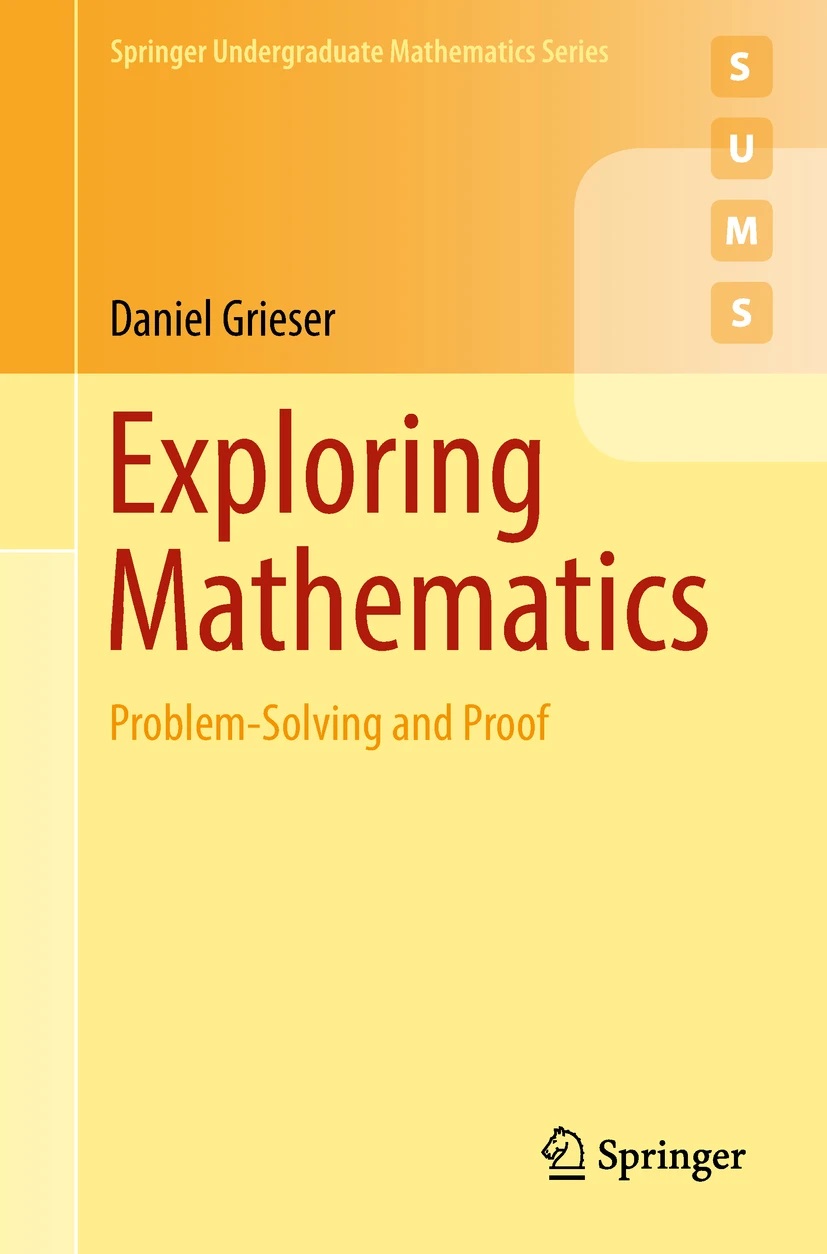 Springer Undergraduate Mathematics Series
S
U
M
S
Daniel Grieser
Exploring
Mathematics
Problem-Solving and Proof
Springer